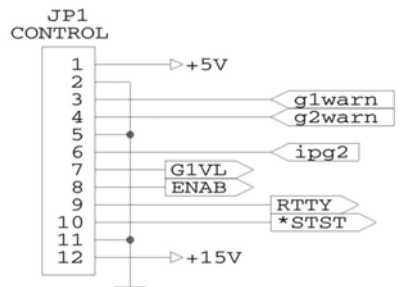 JP1
CONTROL
1 +5V
2
3 g1warn
4 g2warn
5
6 ipg2
7 G1VL
8 ENAB
9 RTTY
10 *STST
11
12 +15V